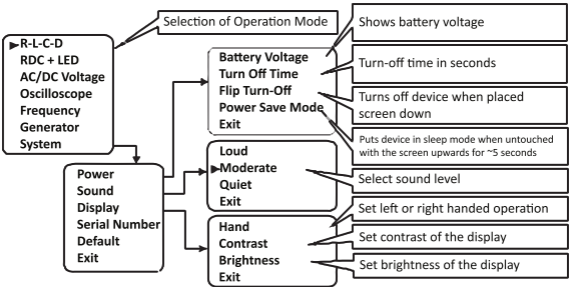 Selection of Operation Mode
R-L-C-D
RDC + LED
AC/DC Voltage
Oscilloscope
Frequency
Generator
System
Power
Sound
Display
Serial Number
Default
Exit
Battery Voltage
Turn Off Time
Flip Turn-Off
Power Save Mode
Exit
Loud
Moderate
Quiet
Exit
Hand
Contrast
Brightness
Exit
Shows battery voltage
Turn-off time in seconds
Turns off device when placed
screen down
Puts device in sleep mode when untouched
with the screen upwards for ~5 seconds
Select sound level
Set left or right handed operation
Set contrast of the display
Set brightness of the display